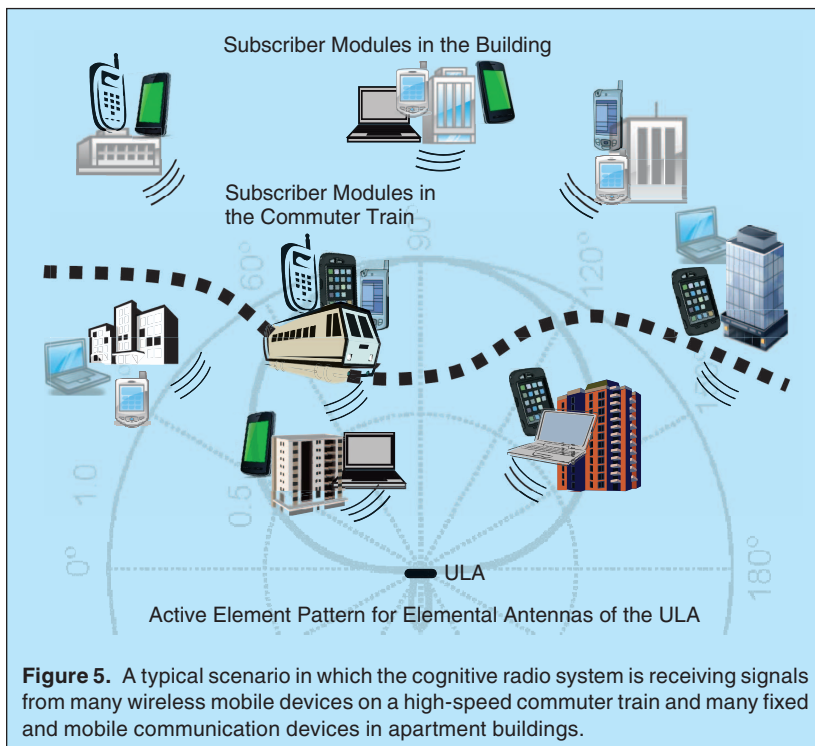 Subscriber Modules in the Building
Subscriber Modules in
the Commuter Train
90°
60°
120°
1.0
0.5
0°
180°
ULA
Active Element Pattern for Elemental Antennas of the ULA
Figure 5. A typical scenario in which the cognitive radio system is receiving signals
from many wireless mobile devices on a high-speed commuter train and many fixed
and mobile communication devices in apartment buildings.